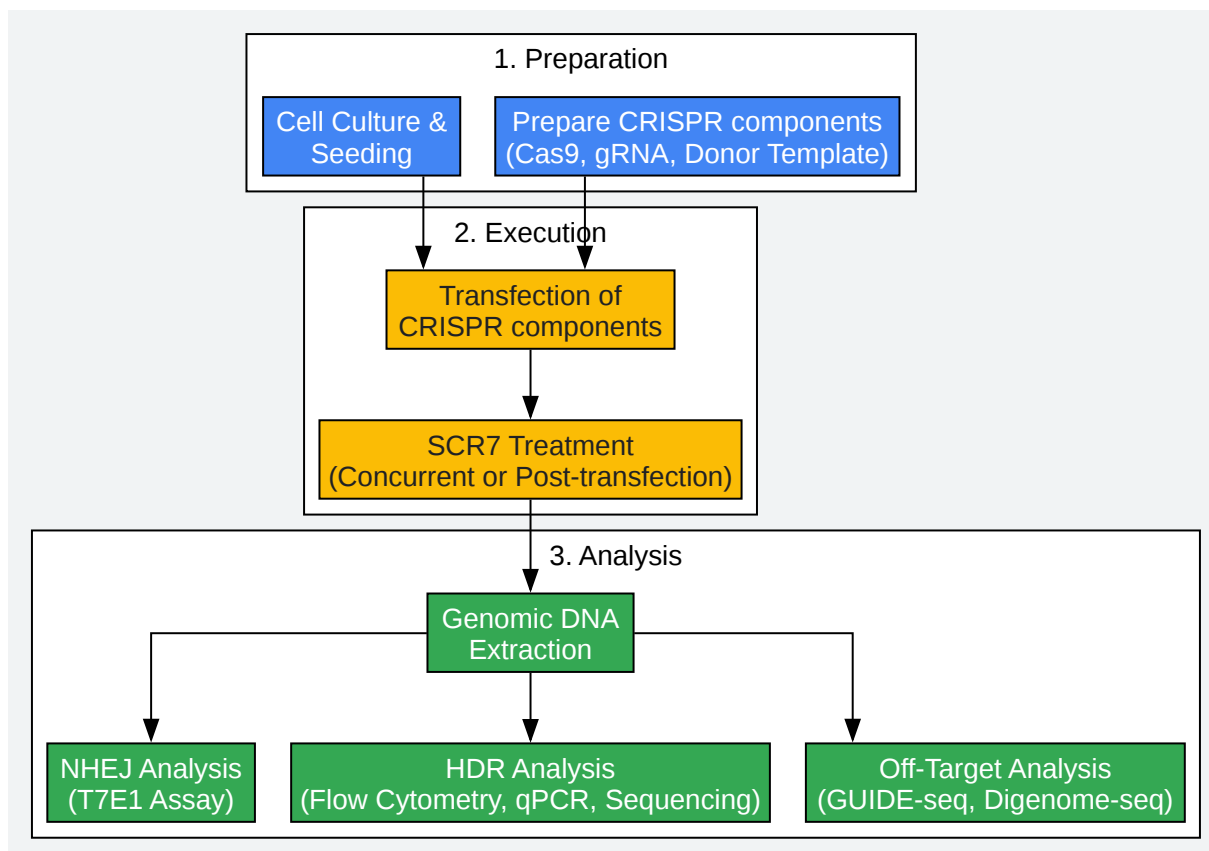 1. Preparation
Cell Culture &
Seeding
Prepare CRISPR components
(Cas9, gRNA, Donor Template)
2. Execution
Transfection of
CRISPR components
SCR7 Treatment
(Concurrent or Post-transfection)
3. Analysis
Genomic DNA
Extraction
NHEJ Analysis
(T7E1 Assay)
HDR Analysis
(Flow Cytometry, qPCR, Sequencing)
Off-Target Analysis
(GUIDE-seq, Digenome-seq)